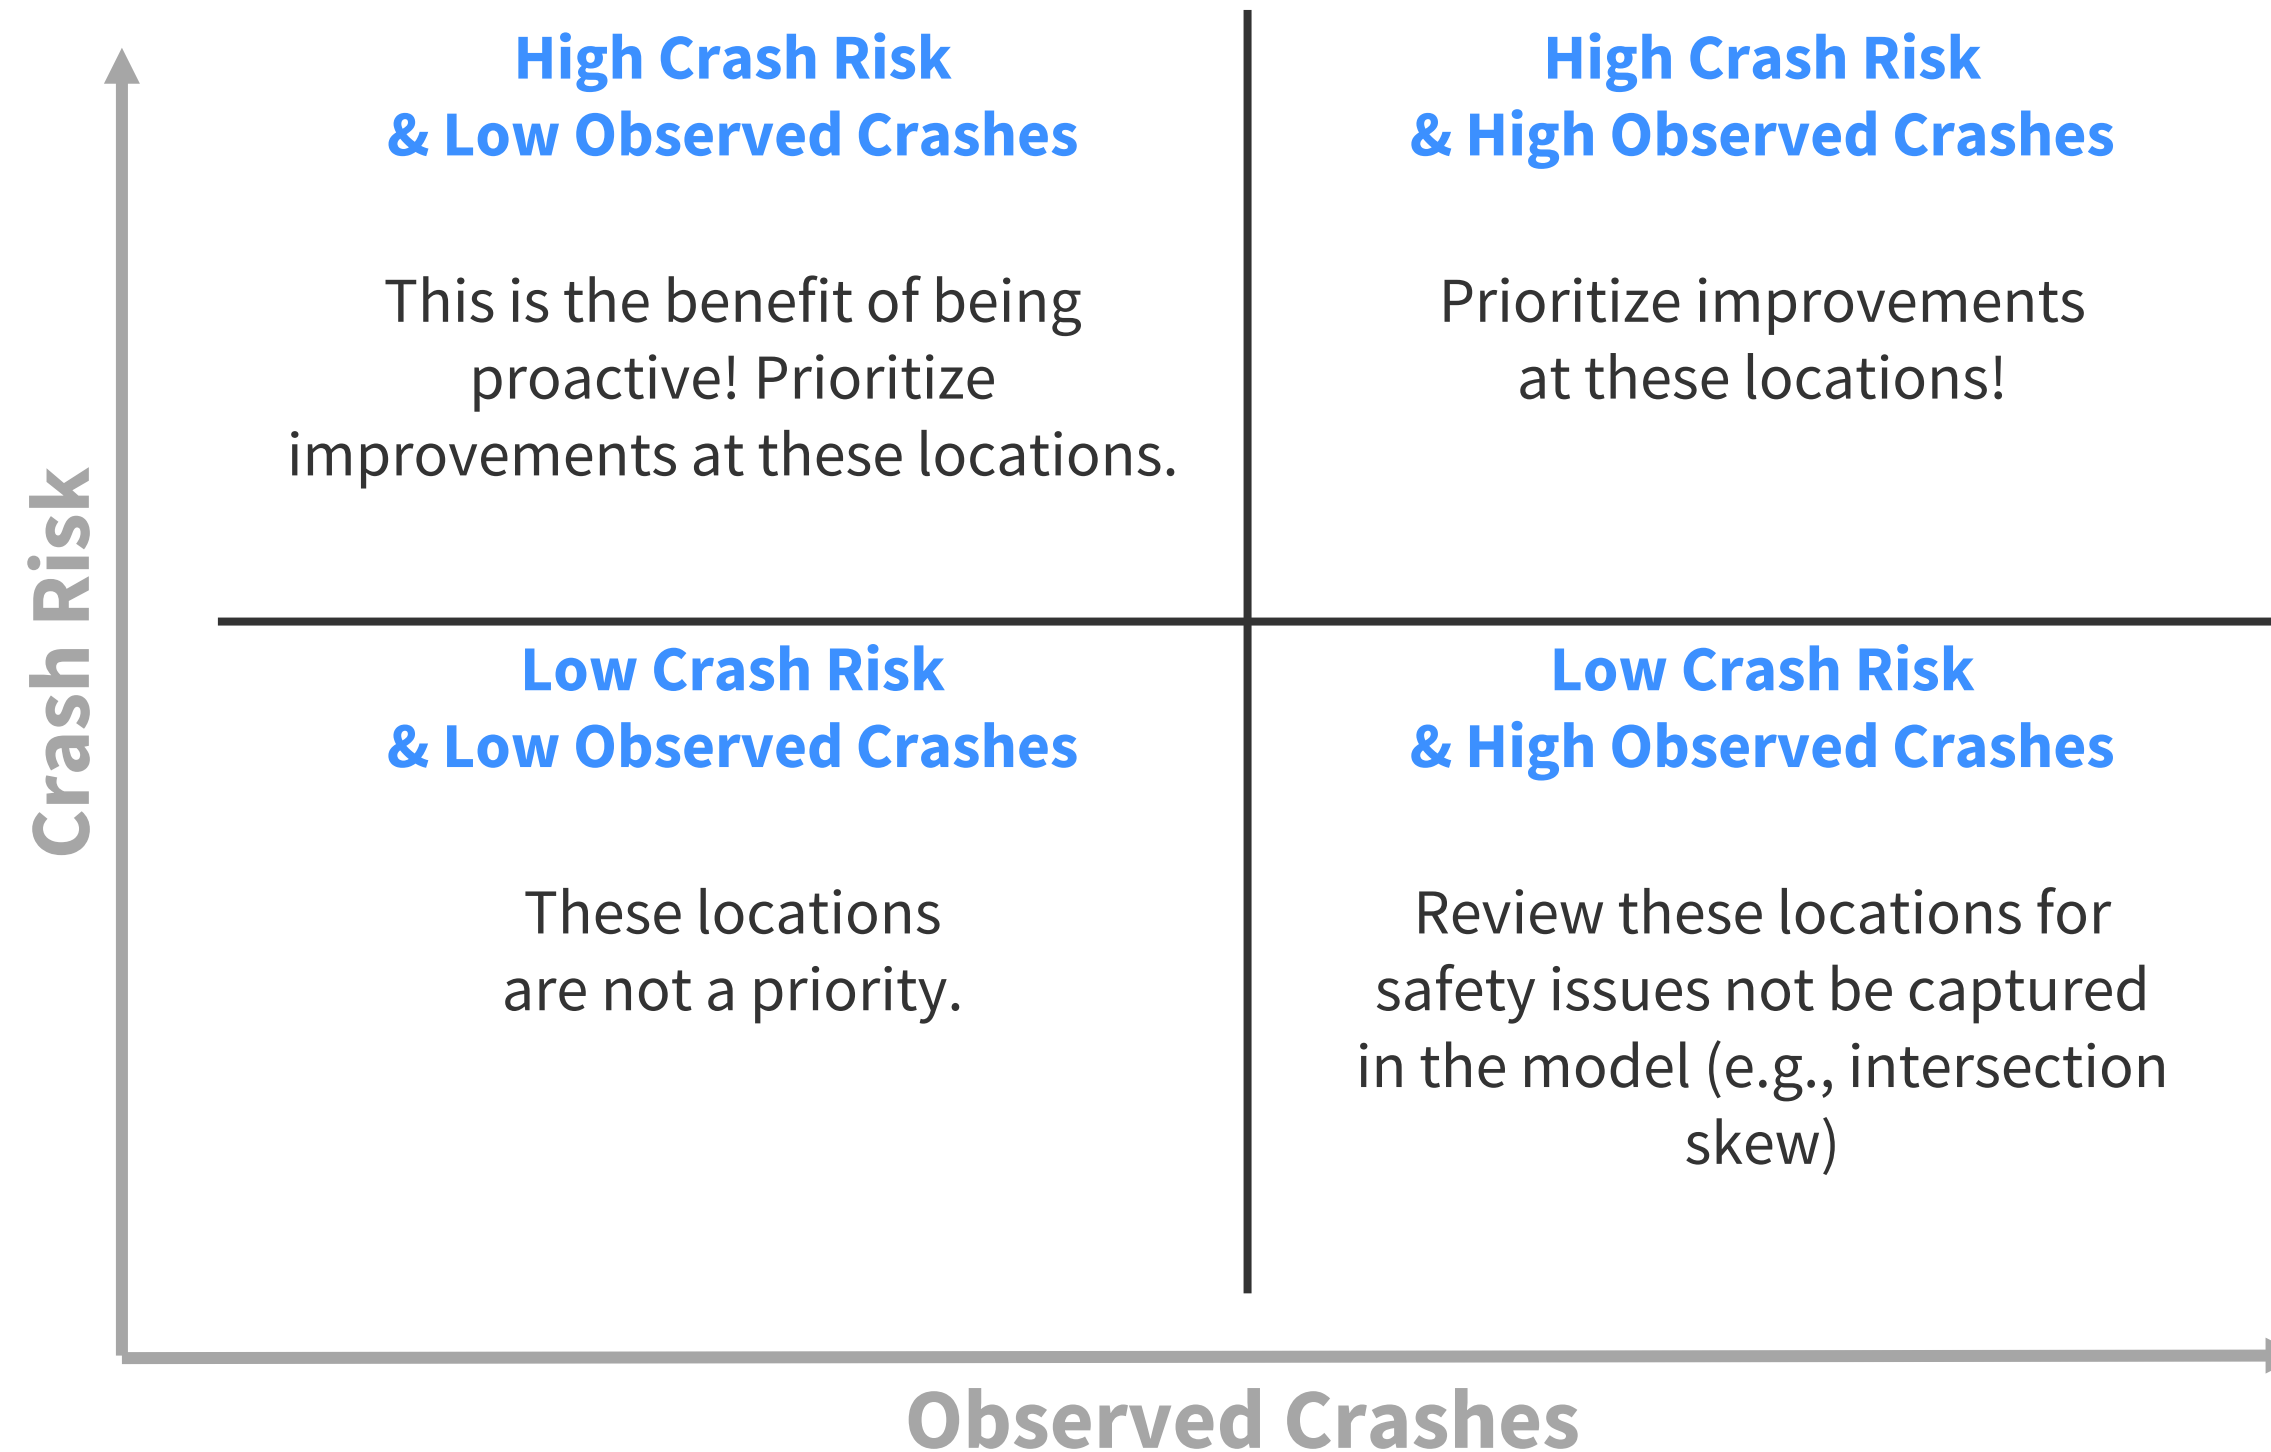 High Crash Risk
& Low Observed Crashes
This is the benefit of being
proactive! Prioritize
improvements at these locations.
High Crash Risk
& High Observed Crashes
Prioritize improvements
at these locations!
Crash Risk
Low Crash Risk
& Low Observed Crashes
These locations
are not a priority.
Low Crash Risk
& High Observed Crashes
Review these locations for
safety issues not be captured
in the model (e.g., intersection
skew)
Observed Crashes